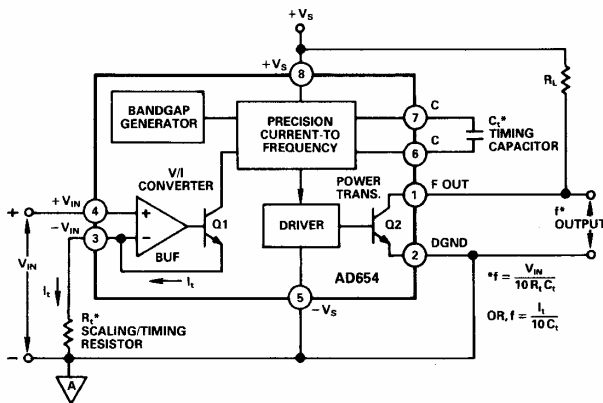 +VS
+VS
8
RL
BANDGAP
GENERATOR
PRECISION
CURRENT-TO
FREQUENCY
7
C
6
C
Ct*
TIMING
CAPACITOR
V/I
CONVERTER
POWER
TRANS.
1
F OUT
+
+VIN
4
+
-VIN
3
−
BUF
Q1
DRIVER
Q2
f*
OUTPUT
2
DGND
VIN
It
It
AD654
*f = VIN
10 Rt Ct
5
−VS
OR, f = It
10 Ct
Rt*
SCALING/TIMING
RESISTOR
−
A